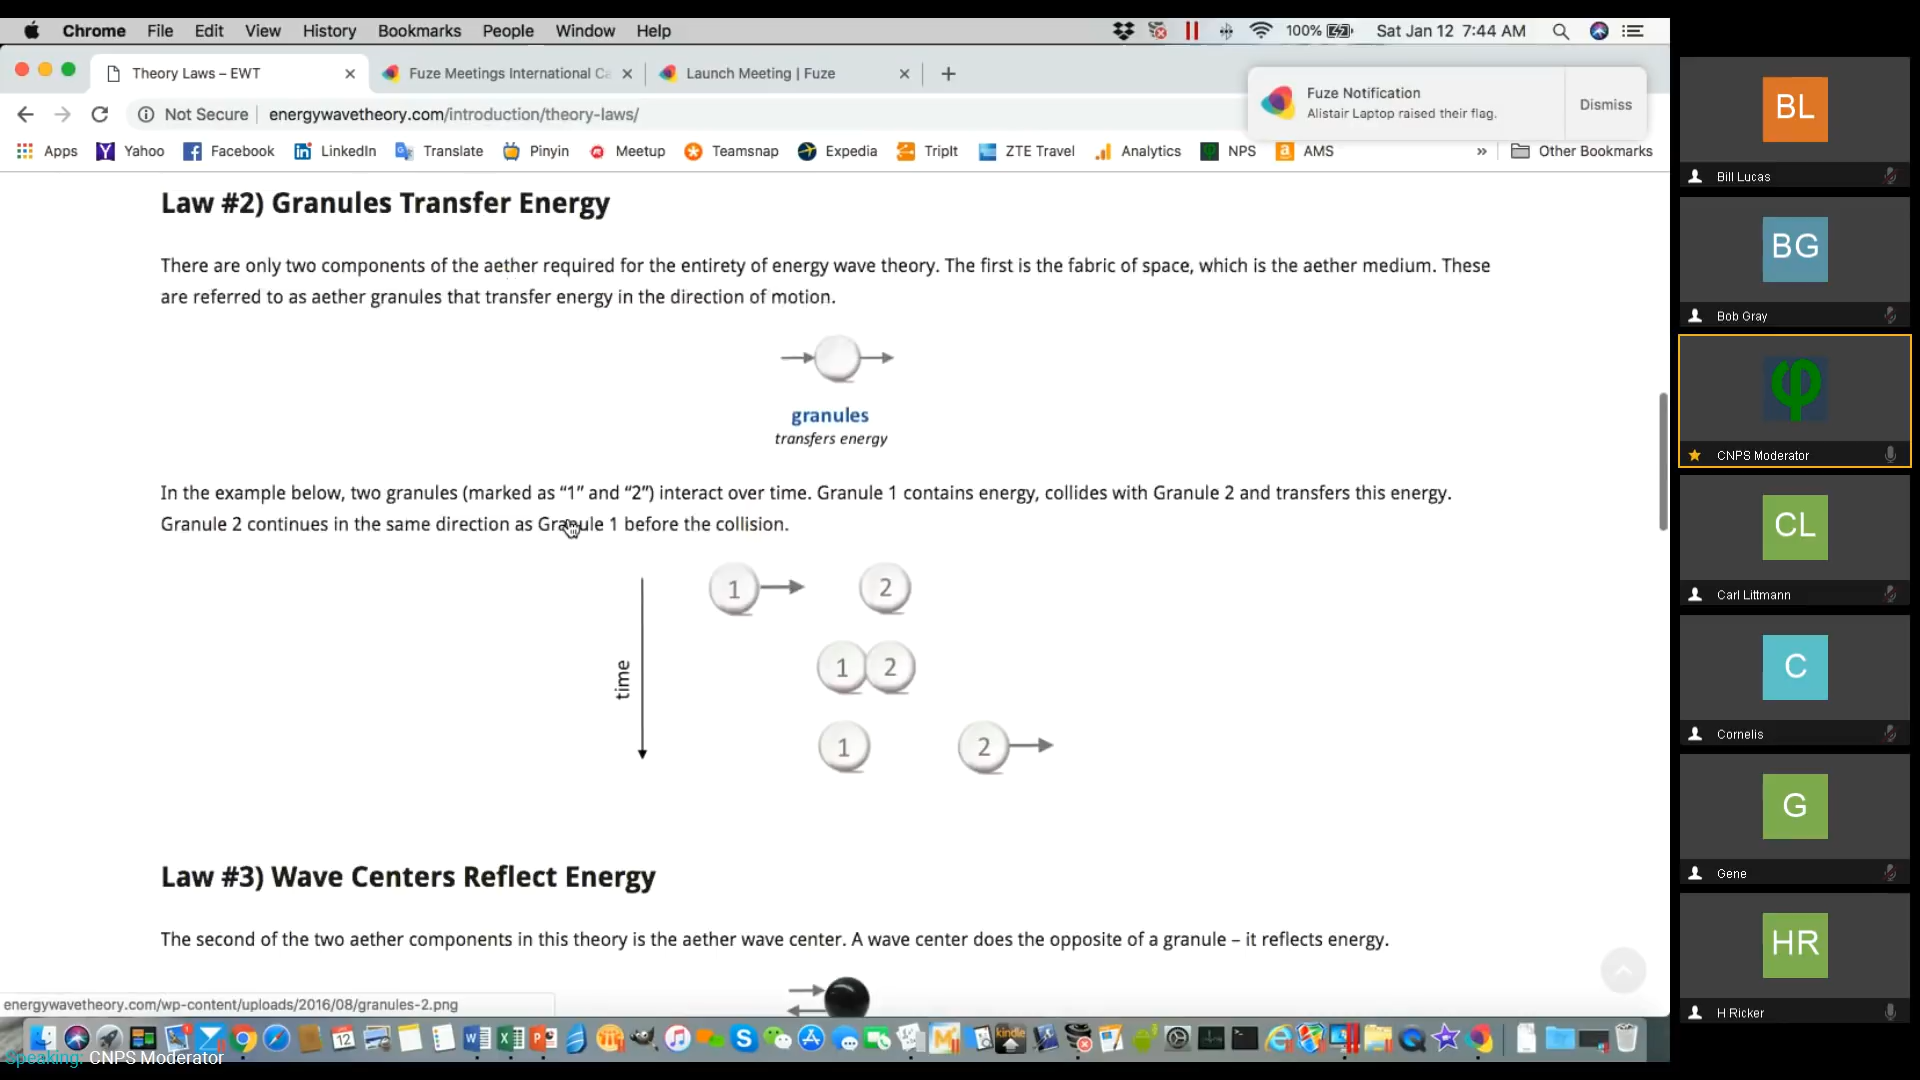 Chrome File Edit View History Bookmarks People Window Help
100% Sat Jan 12 7:44 AM
Theory Laws – EWT
Fuze Meetings International Ca
Launch Meeting | Fuze
Not Secure energywavetheory.com/introduction/theory-laws/
Fuze Notification
Alistair Laptop raised their flag.
Dismiss
Apps Yahoo Facebook LinkedIn Translate Pinyin Meetup Teamsnap Expedia TripIt ZTE Travel Analytics NPS AMS » Other Bookmarks
Law #2) Granules Transfer Energy
There are only two components of the aether required for the entirety of energy wave theory. The first is the fabric of space, which is the aether medium. These
are referred to as aether granules that transfer energy in the direction of motion.
granules
transfers energy
In the example below, two granules (marked as “1” and “2”) interact over time. Granule 1 contains energy, collides with Granule 2 and transfers this energy.
Granule 2 continues in the same direction as Granule 1 before the collision.
1 2
time
1 2
1 2
Law #3) Wave Centers Reflect Energy
The second of the two aether components in this theory is the aether wave center. A wave center does the opposite of a granule – it reflects energy.
energywavetheory.com/wp-content/uploads/2016/08/granules-2.png
Speaking: CNPS Moderator
BL
Bill Lucas
BG
Bob Gray
φ
CNPS Moderator
CL
Carl Littmann
C
Cornelis
G
Gene
HR
H Ricker